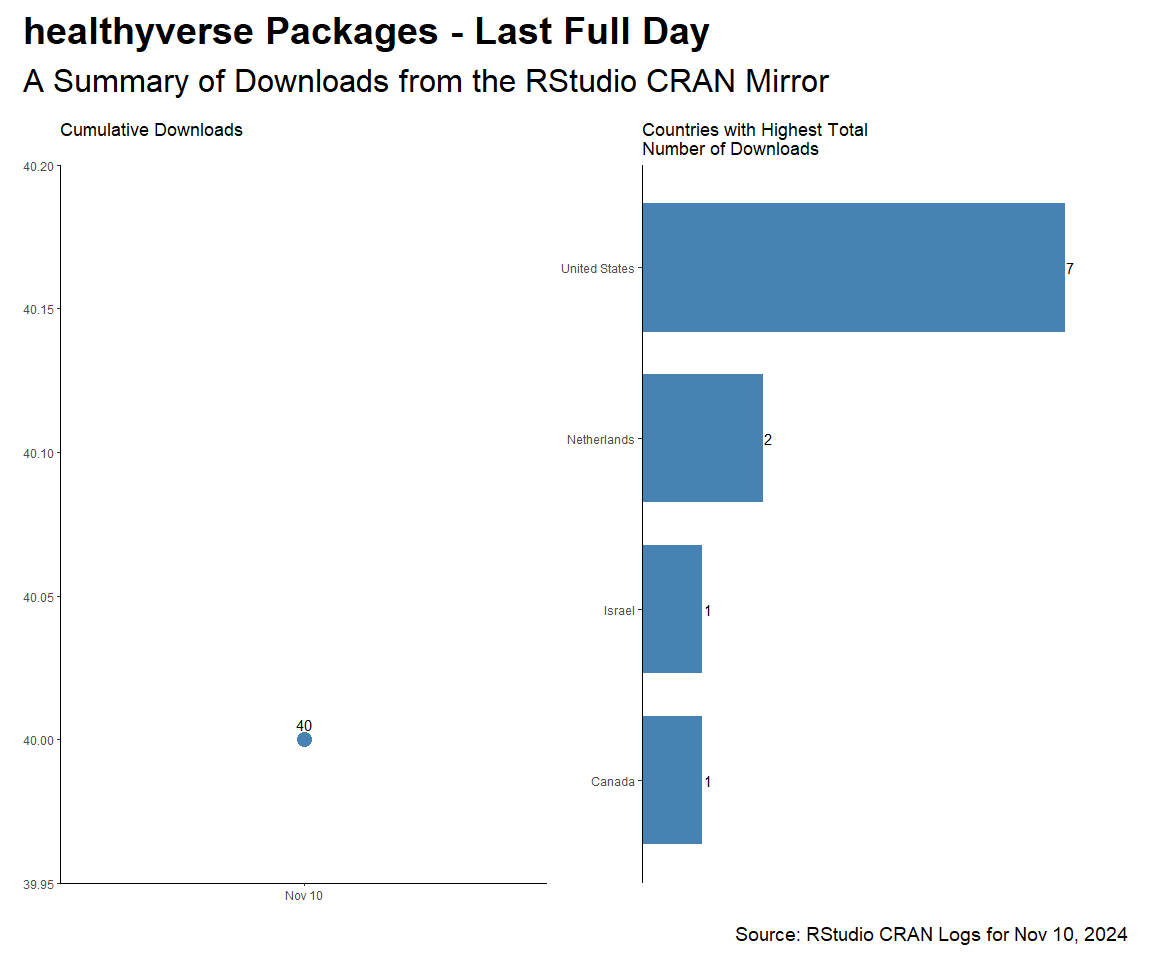 healthyverse Packages - Last Full Day
A Summary of Downloads from the RStudio CRAN Mirror
Cumulative Downloads
40.20
40.15
40.10
40.05
40.00
39.95
40
Nov 10
Countries with Highest Total
Number of Downloads
United States
7
Netherlands
2
Israel
1
Canada
1
Source: RStudio CRAN Logs for Nov 10, 2024